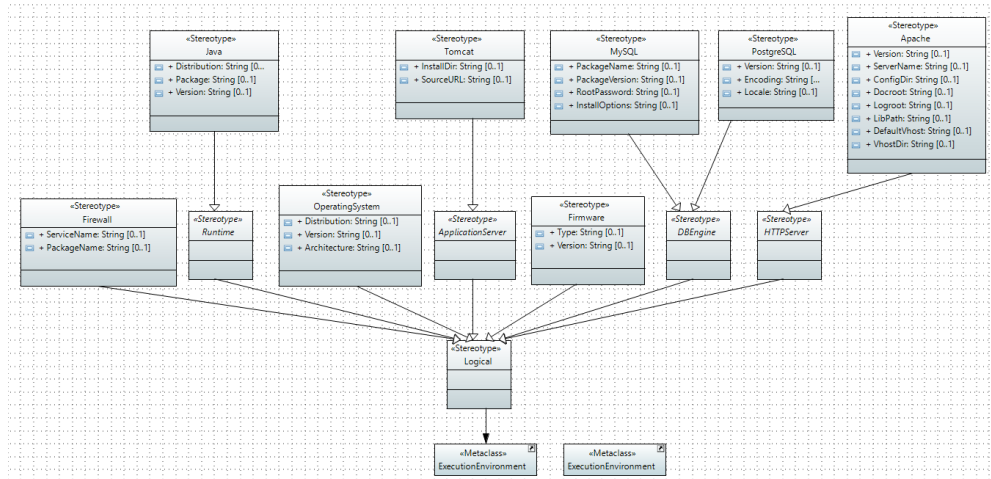 «Stereotype»
Java
+ Distribution: String [0...
+ Package: String [0..1]
+ Version: String [0..1]
«Stereotype»
Tomcat
+ InstallDir: String [0..1]
+ SourceURL: String [0..1]
«Stereotype»
MySQL
+ PackageName: String [0..1]
+ PackageVersion: String [0..1]
+ RootPassword: String [0..1]
+ InstallOptions: String [0..1]
«Stereotype»
PostgreSQL
+ Version: String [0..1]
+ Encoding: String [...
+ Locale: String [0..1]
«Stereotype»
Apache
+ Version: String [0..1]
+ ServerName: String [0..1]
+ ConfigDir: String [0..1]
+ Docroot: String [0..1]
+ Logroot: String [0..1]
+ LibPath: String [0..1]
+ DefaultVhost: String [0..1]
+ VhostDir: String [0..1]
«Stereotype»
Firewall
+ ServiceName: String [0..1]
+ PackageName: String [0..1]
«Stereotype»
Runtime
«Stereotype»
OperatingSystem
+ Distribution: String [0..1]
+ Version: String [0..1]
+ Architecture: String [0..1]
«Stereotype»
ApplicationServer
«Stereotype»
Firmware
+ Type: String [0..1]
+ Version: String [0..1]
«Stereotype»
DBEngine
«Stereotype»
HTTPServer
«Stereotype»
Logical
«Metaclass»
ExecutionEnvironment
«Metaclass»
ExecutionEnvironment